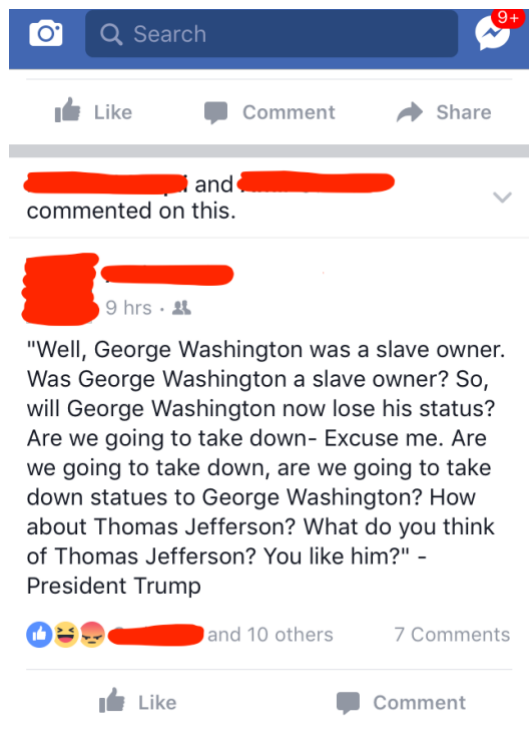 9+
Search
Like Comment Share
and
commented on this.
9 hrs ·
"Well, George Washington was a slave owner.
Was George Washington a slave owner? So,
will George Washington now lose his status?
Are we going to take down- Excuse me. Are
we going to take down, are we going to take
down statues to George Washington? How
about Thomas Jefferson? What do you think
of Thomas Jefferson? You like him?" -
President Trump
and 10 others 7 Comments
Like Comment